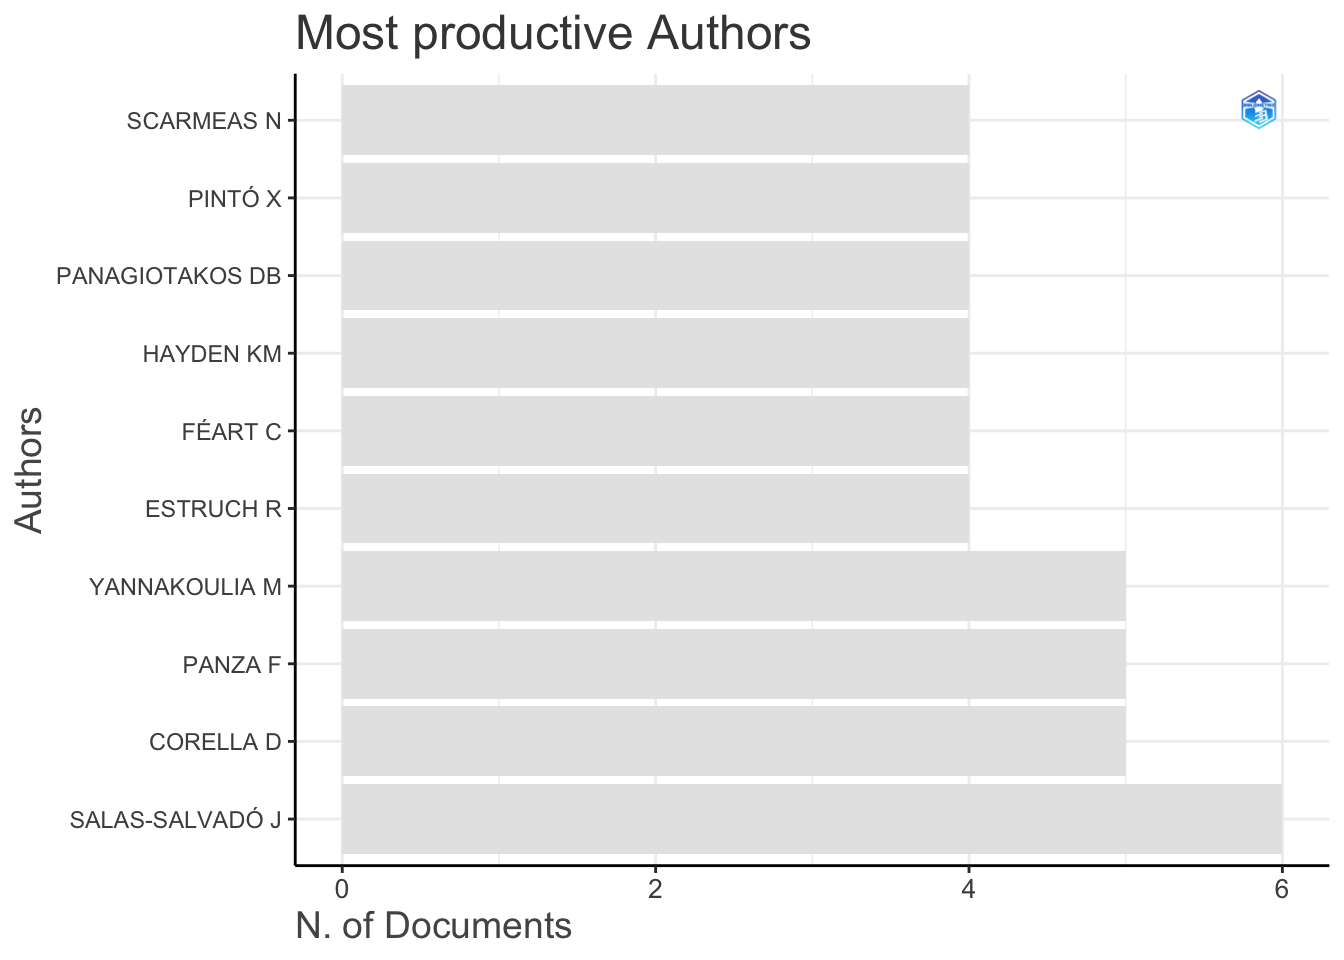 Most productive Authors
SCARMEAS N
PINTÓ X
PANAGIOTAKOS DB
HAYDEN KM
FÉART C
ESTRUCH R
YANNAKOULIA M
PANZA F
CORELLA D
SALAS-SALVADÓ J
Authors
0 2 4 6
N. of Documents